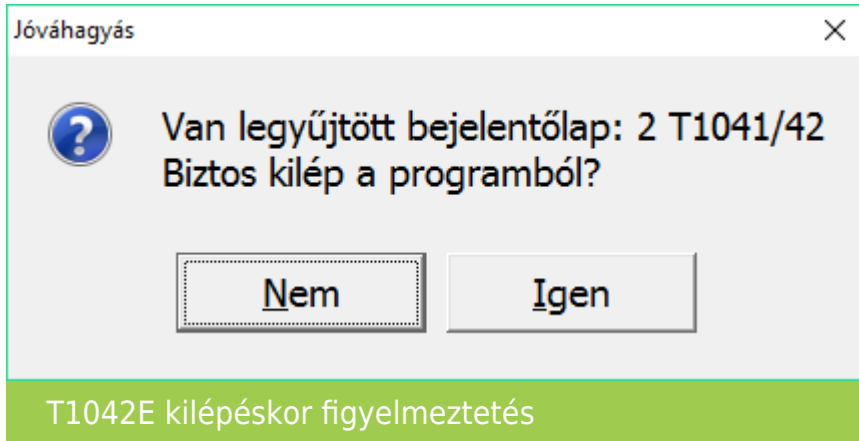 Jóváhagyás
Van legyűjtött bejelentőlap: 2 T1041/42
Biztos kilép a programból?
Nem
Igen
T1042E kilépéskor figyelmeztetés